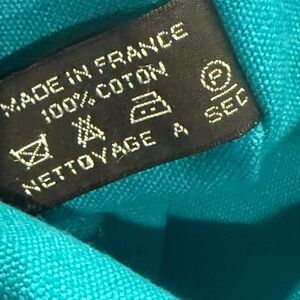 MADE IN FRANCE
100% COTON
P
NETTOYAGE A SEC